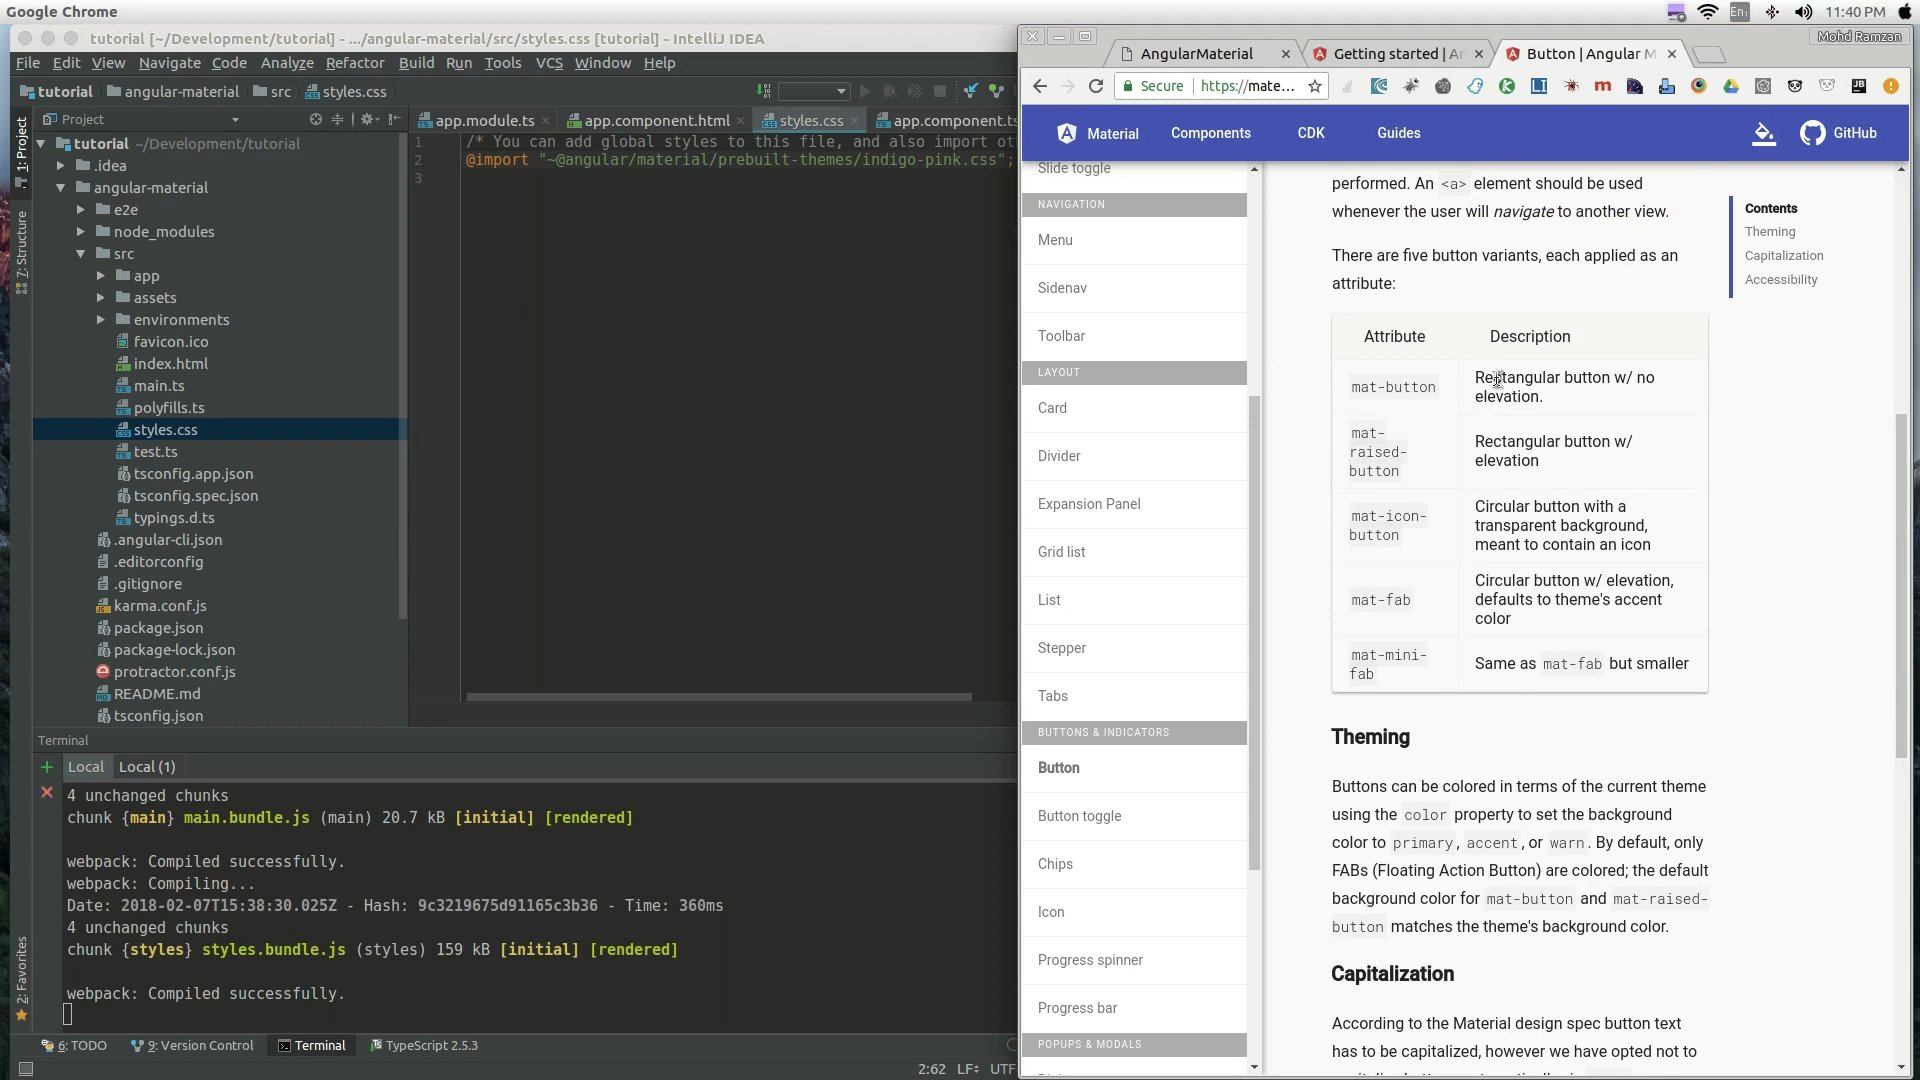 Google Chrome
En
11:40 PM
tutorial [~/Development/tutorial] - .../angular-material/src/styles.css [tutorial] - IntelliJ IDEA
File Edit View Navigate Code Analyze Refactor Build Run Tools VCS Window Help
tutorial angular-material src styles.css
Project
app.module.ts app.component.html styles.css app.component.ts
1: Project
7: Structure
2: Favorites
tutorial ~/Development/tutorial
.idea
angular-material
e2e
node_modules
src
app
assets
environments
favicon.ico
index.html
main.ts
polyfills.ts
styles.css
test.ts
tsconfig.app.json
tsconfig.spec.json
typings.d.ts
.angular-cli.json
.editorconfig
.gitignore
karma.conf.js
package.json
package-lock.json
protractor.conf.js
README.md
tsconfig.json
1 /* You can add global styles to this file, and also import ot
2 @import "~@angular/material/prebuilt-themes/indigo-pink.css";
3
Terminal
Local Local (1)
4 unchanged chunks
chunk {main} main.bundle.js (main) 20.7 kB [initial] [rendered]
webpack: Compiled successfully.
webpack: Compiling...
Date: 2018-02-07T15:38:30.025Z - Hash: 9c3219675d91165c3b36 - Time: 360ms
4 unchanged chunks
chunk {styles} styles.bundle.js (styles) 159 kB [initial] [rendered]
webpack: Compiled successfully.
6: TODO 9: Version Control Terminal TypeScript 2.5.3
2:62 LF÷ UTF
Mohd Ramzan
AngularMaterial Getting started | An Button | Angular M
Secure https://mate...
Material Components CDK Guides GitHub
Slide toggle
NAVIGATION
Menu
Sidenav
Toolbar
LAYOUT
Card
Divider
Expansion Panel
Grid list
List
Stepper
Tabs
BUTTONS & INDICATORS
Button
Button toggle
Chips
Icon
Progress spinner
Progress bar
POPUPS & MODALS
performed. An <a> element should be used
whenever the user will navigate to another view.
There are five button variants, each applied as an
attribute:
Attribute Description
mat-button
Rectangular button w/ no
elevation.
mat-
raised-
button
Rectangular button w/
elevation
mat-icon-
button
Circular button with a
transparent background,
meant to contain an icon
mat-fab
Circular button w/ elevation,
defaults to theme's accent
color
mat-mini-
fab
Same as mat-fab but smaller
Theming
Buttons can be colored in terms of the current theme
using the color property to set the background
color to primary, accent, or warn. By default, only
FABs (Floating Action Button) are colored; the default
background color for mat-button and mat-raised-
button matches the theme's background color.
Capitalization
According to the Material design spec button text
has to be capitalized, however we have opted not to
Contents
Theming
Capitalization
Accessibility